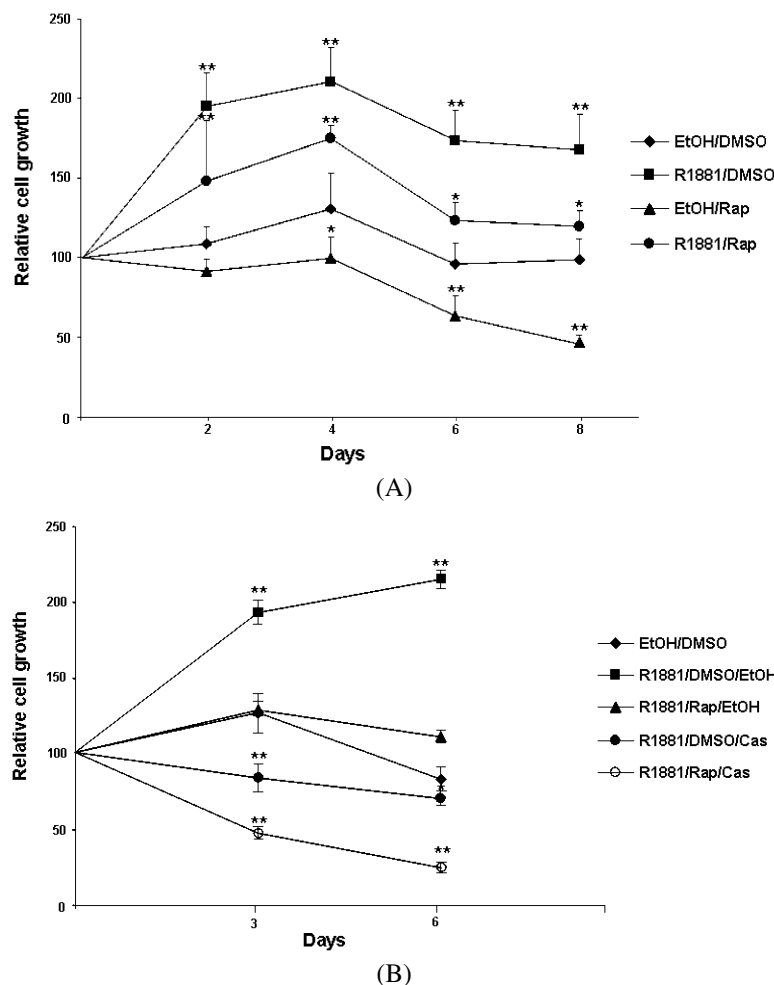 250
200
150
100
50
0
Relative cell growth
**
**
**
**
**
**
*
*
*
**
**
2
4
6
8
Days
EtOH/DMSO
R1881/DMSO
EtOH/Rap
R1881/Rap
(A)
250
200
150
100
50
0
Relative cell growth
**
**
**
*
**
**
3
6
Days
EtOH/DMSO
R1881/DMSO/EtOH
R1881/Rap/EtOH
R1881/DMSO/Cas
R1881/Rap/Cas
(B)